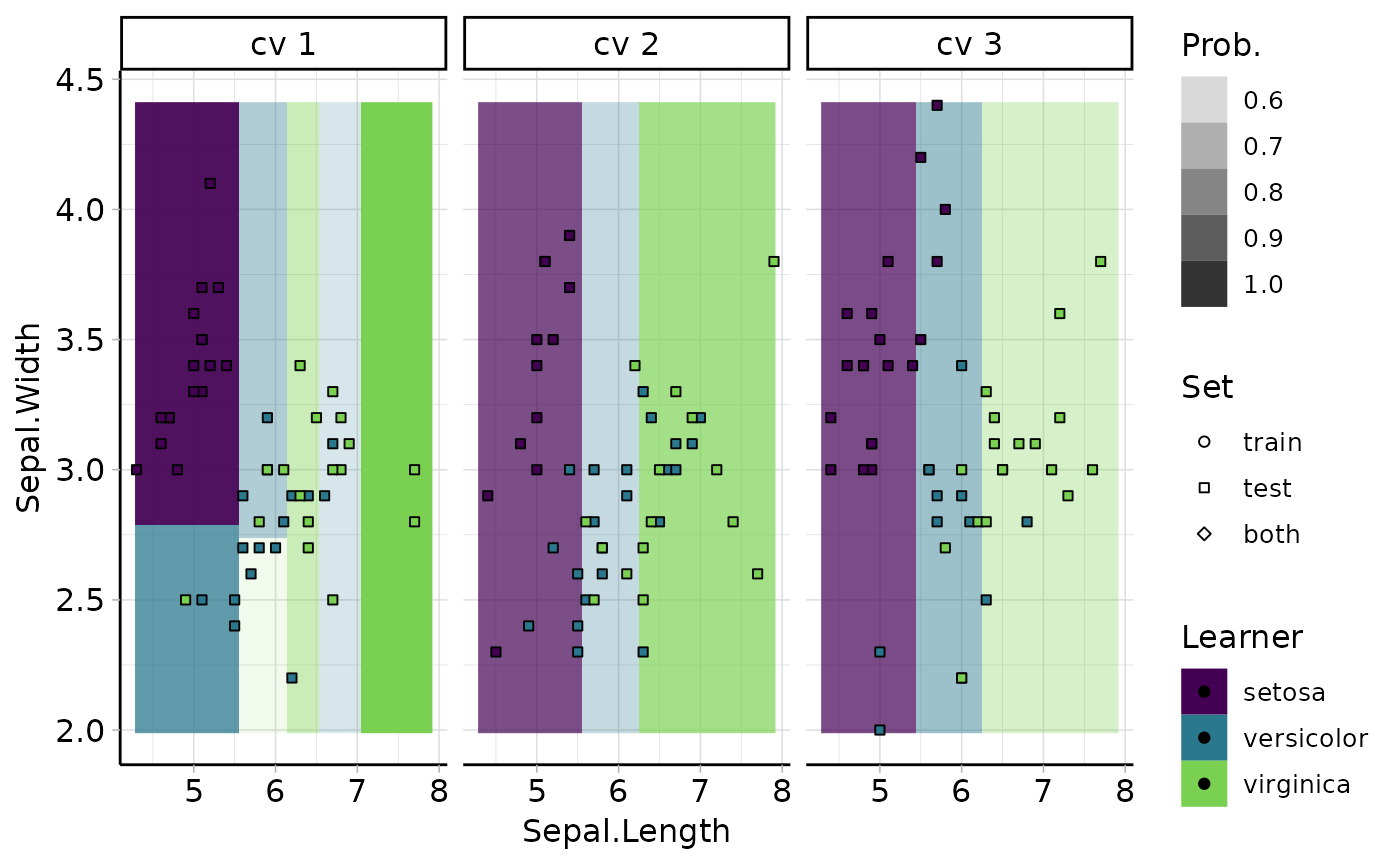 cv 1
cv 2
cv 3
4.5
4.0
3.5
3.0
2.5
2.0
Sepal.Width
5 6 7 8
5 6 7 8
5 6 7 8
Sepal.Length
Prob.
0.6
0.7
0.8
0.9
1.0
Set
train
test
both
Learner
setosa
versicolor
virginica